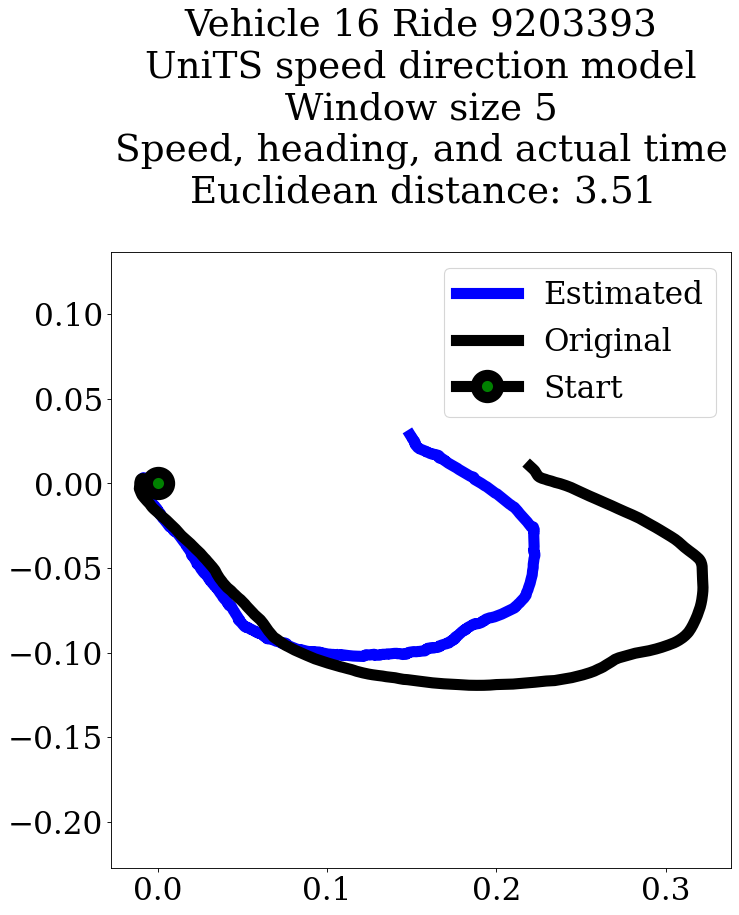 Vehicle 16 Ride 9203393
UniTS speed direction model
Window size 5
Speed, heading, and actual time
Euclidean distance: 3.51
Estimated
Original
Start
0.10
0.05
0.00
−0.05
−0.10
−0.15
−0.20
0.0 0.1 0.2 0.3